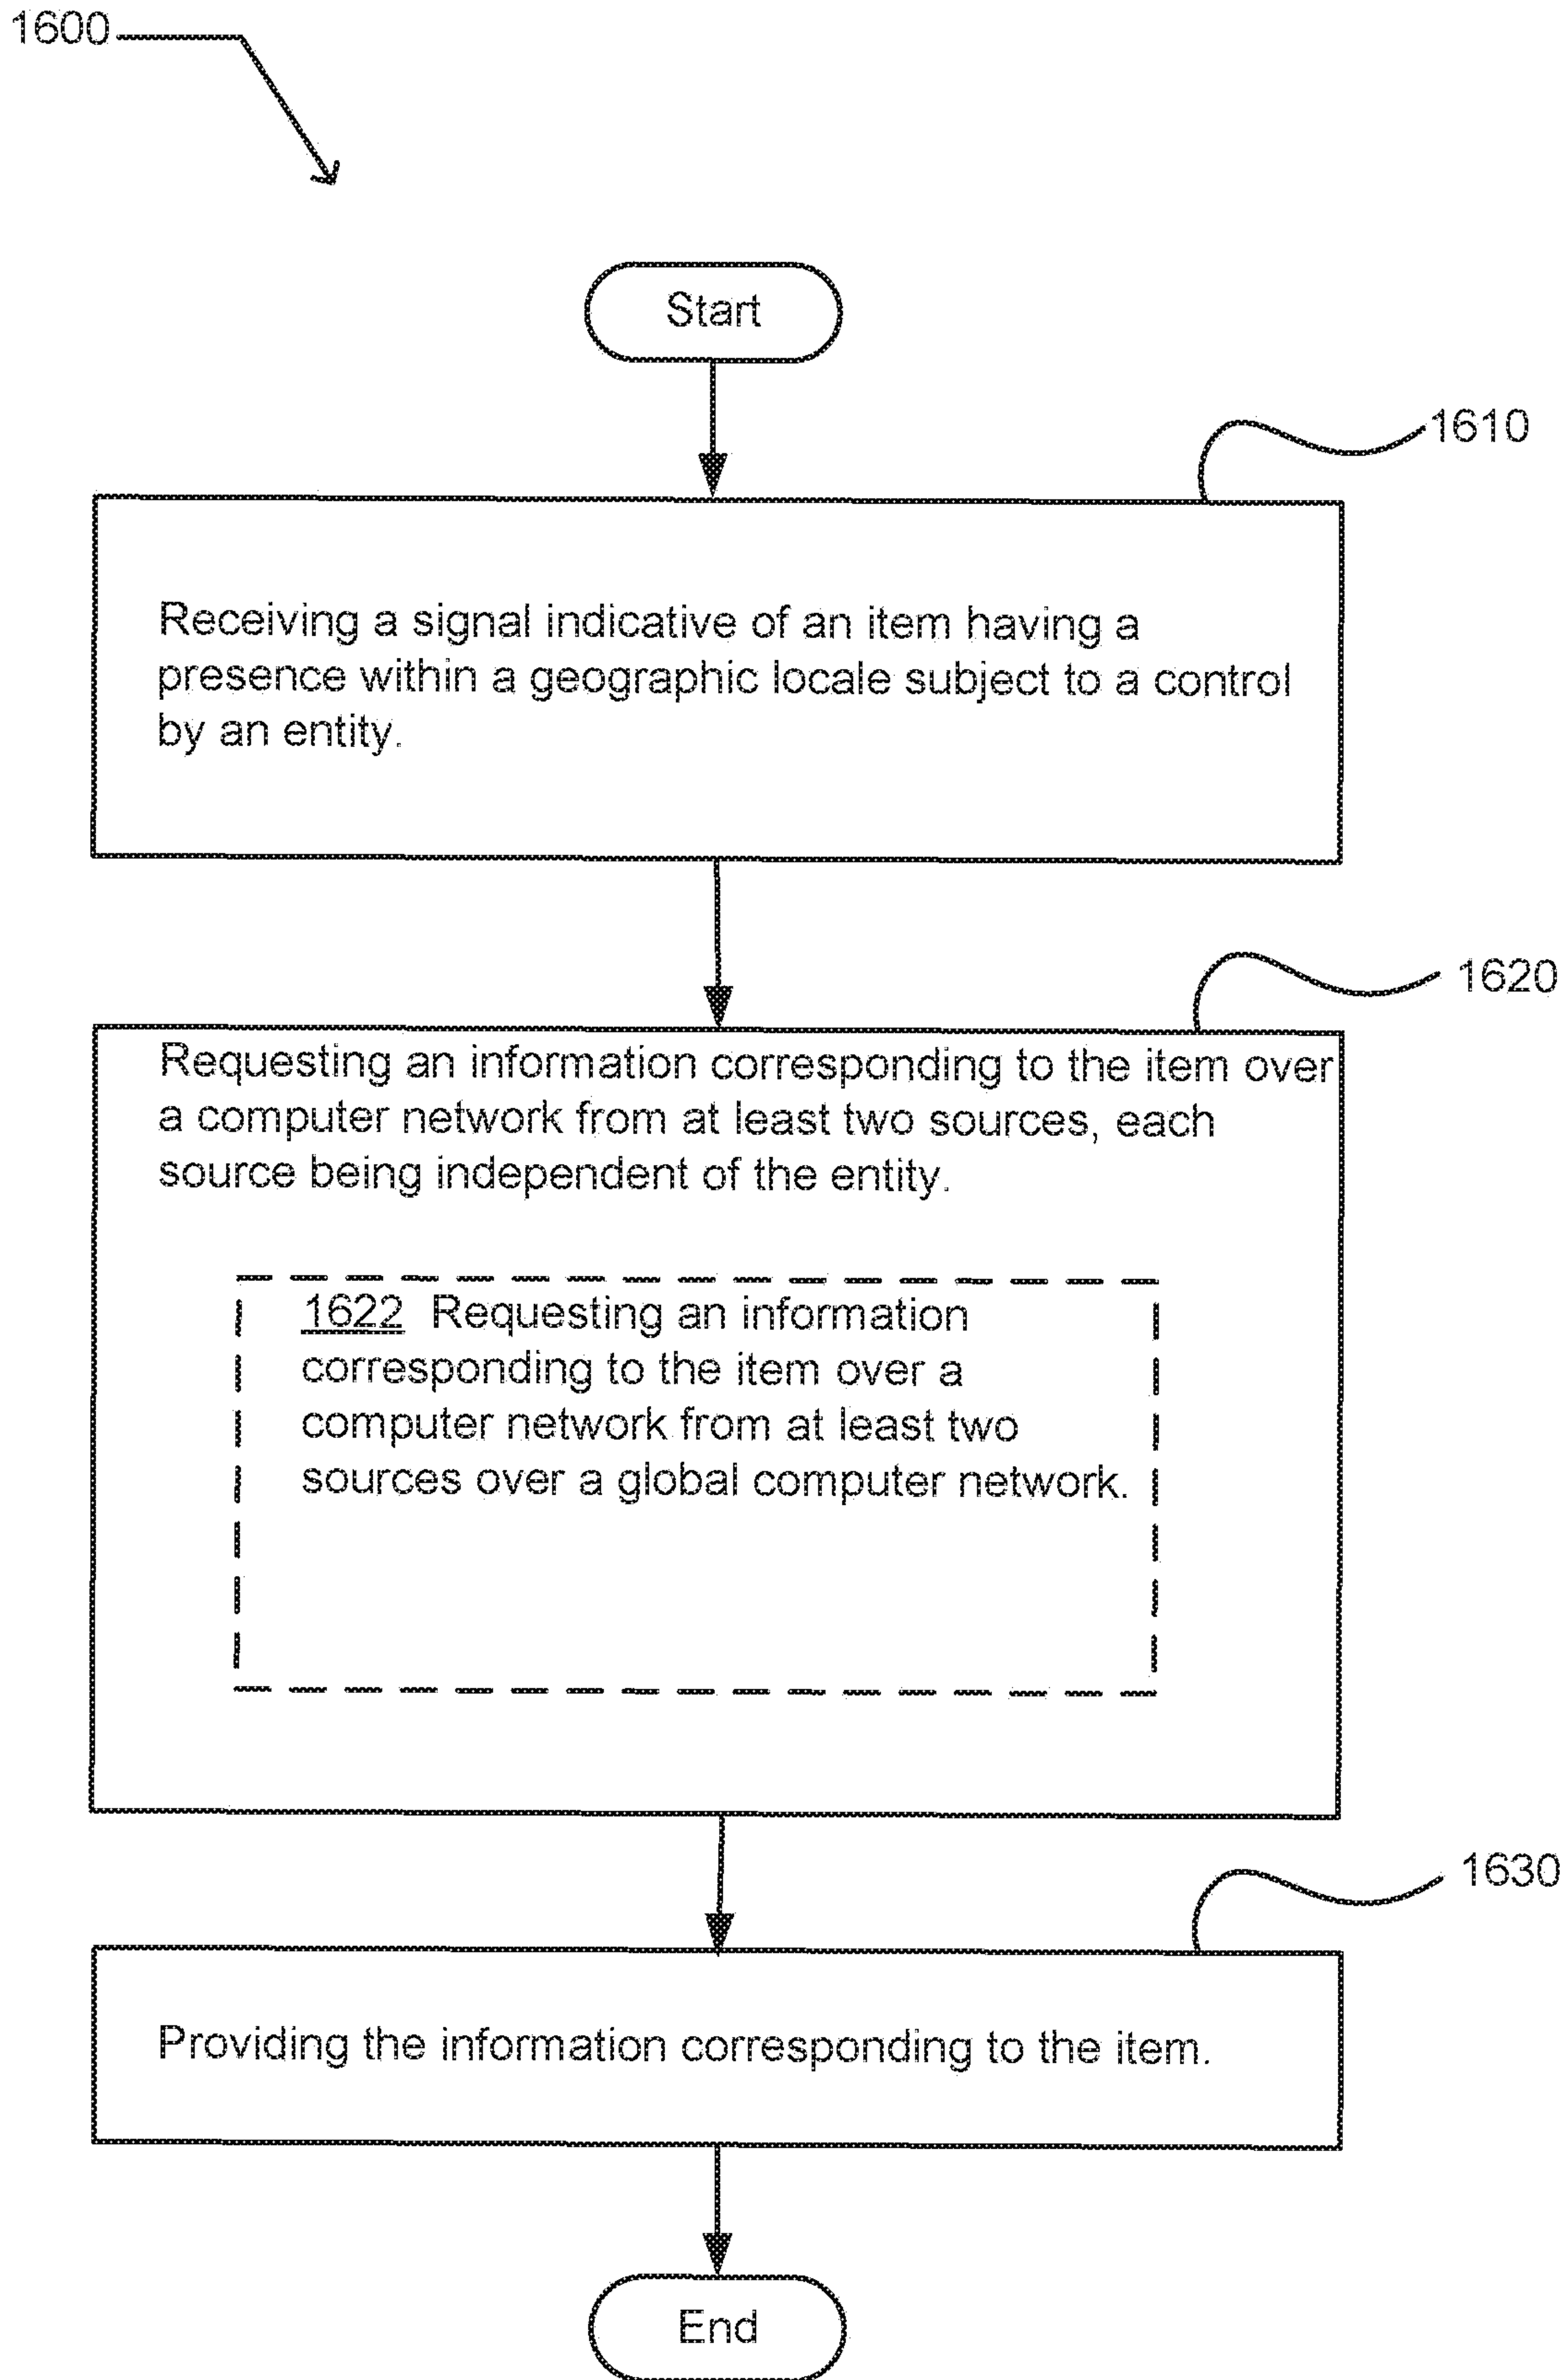 1600
Start
1610
Receiving a signal indicative of an item having a
presence within a geographic locale subject to a control
by an entity.
1620
Requesting an information corresponding to the item over
a computer network from at least two sources, each
source being independent of the entity.
1622 Requesting an information
corresponding to the item over a
computer network from at least two
sources over a global computer network.
1630
Providing the information corresponding to the item.
End